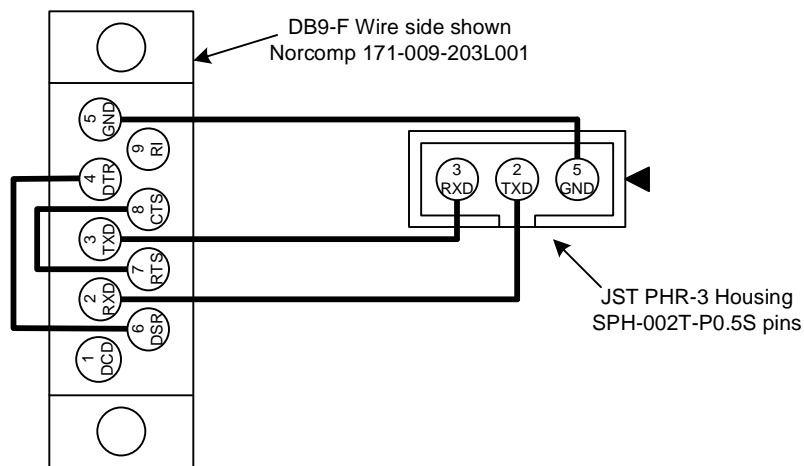 DB9-F Wire side shown
Norcomp 171-009-203L001
5
GND
9
RI
4
DTR
8
CTS
3
TXD
7
RTS
2
RXD
6
DSR
1
DCD
3
RXD
2
TXD
5
GND
JST PHR-3 Housing
SPH-002T-P0.5S pins